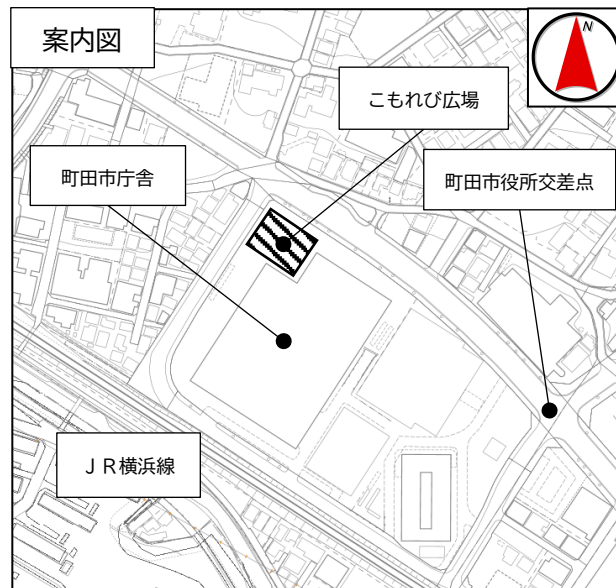 案内図
N
こもれび広場
町田市庁舎
町田市役所交差点
ＪＲ横浜線